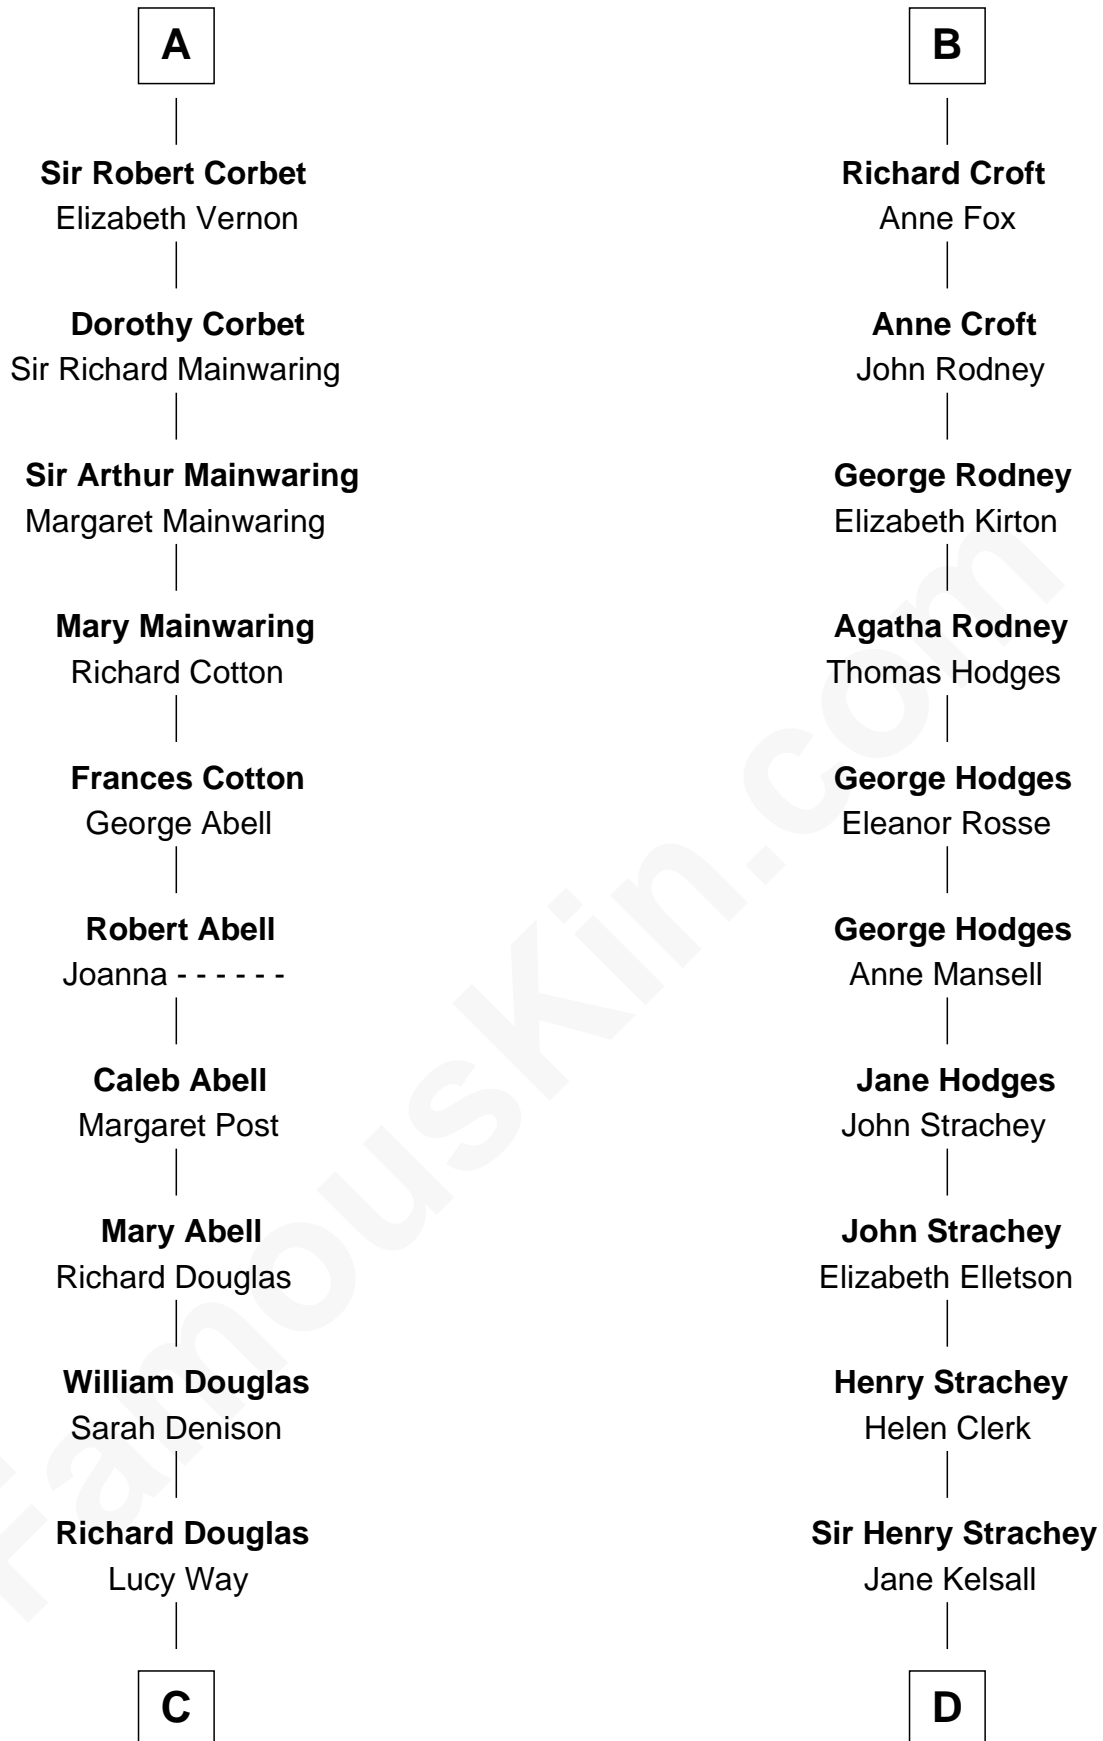 A
Sir Robert Corbet
Elizabeth Vernon
Dorothy Corbet
Sir Richard Mainwaring
Sir Arthur Mainwaring
Margaret Mainwaring
Mary Mainwaring
Richard Cotton
Frances Cotton
George Abell
Robert Abell
Joanna - - - - - -
Caleb Abell
Margaret Post
Mary Abell
Richard Douglas
William Douglas
Sarah Denison
Richard Douglas
Lucy Way
C
B
Richard Croft
Anne Fox
Anne Croft
John Rodney
George Rodney
Elizabeth Kirton
Agatha Rodney
Thomas Hodges
George Hodges
Eleanor Rosse
George Hodges
Anne Mansell
Jane Hodges
John Strachey
John Strachey
Elizabeth Elletson
Henry Strachey
Helen Clerk
Sir Henry Strachey
Jane Kelsall
D
FamousKin.com